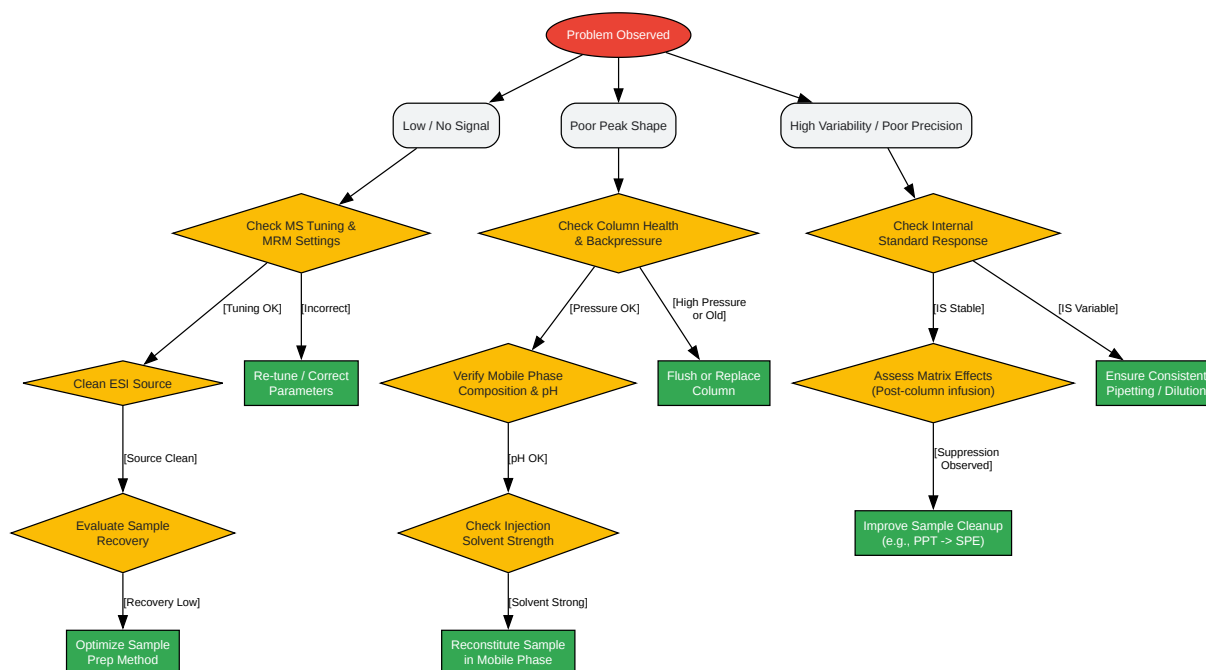 Problem Observed
Low / No Signal
Poor Peak Shape
High Variability / Poor Precision
Check MS Tuning &
MRM Settings
Check Column Health
& Backpressure
Check Internal
Standard Response
[Tuning OK]
[Incorrect]
[Pressure OK]
[High Pressure
or Old]
[IS Stable]
[IS Variable]
Clean ESI Source
Re-tune / Correct
Parameters
Verify Mobile Phase
Composition & pH
Flush or Replace
Column
Assess Matrix Effects
(Post-column infusion)
Ensure Consistent
Pipetting / Dilution
[Source Clean]
[pH OK]
[Suppression
Observed]
Evaluate Sample
Recovery
Check Injection
Solvent Strength
Improve Sample Cleanup
(e.g., PPT -> SPE)
[Recovery Low]
[Solvent Strong]
Optimize Sample
Prep Method
Reconstitute Sample
in Mobile Phase